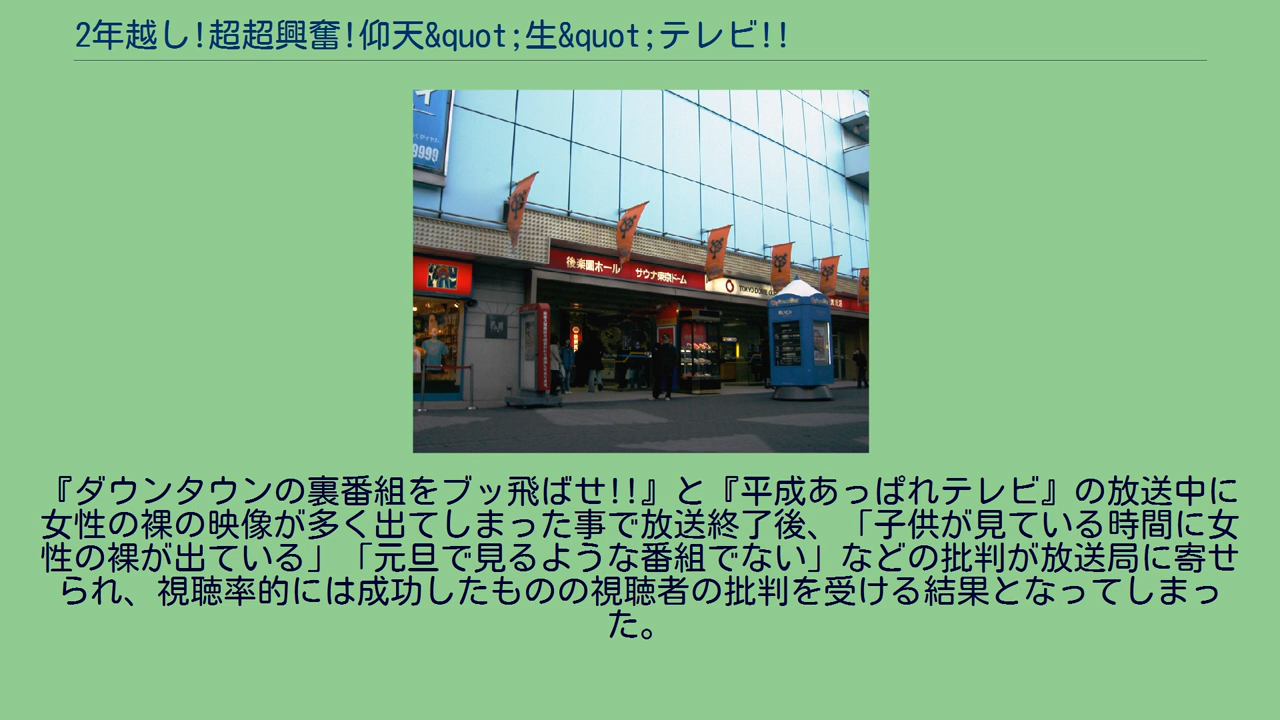 2年越し!超超興奮!仰天&quot;生&quot;テレビ!!
9999
後楽園ホール サウナ東京ドーム
TOKYO DOME
『ダウンタウンの裏番組をブッ飛ばせ!!』と『平成あっぱれテレビ』の放送中に
女性の裸の映像が多く出てしまった事で放送終了後、「子供が見ている時間に女
性の裸が出ている」「元旦で見るような番組でない」などの批判が放送局に寄せ
られ、視聴率的には成功したものの視聴者の批判を受ける結果となってしまっ
た。